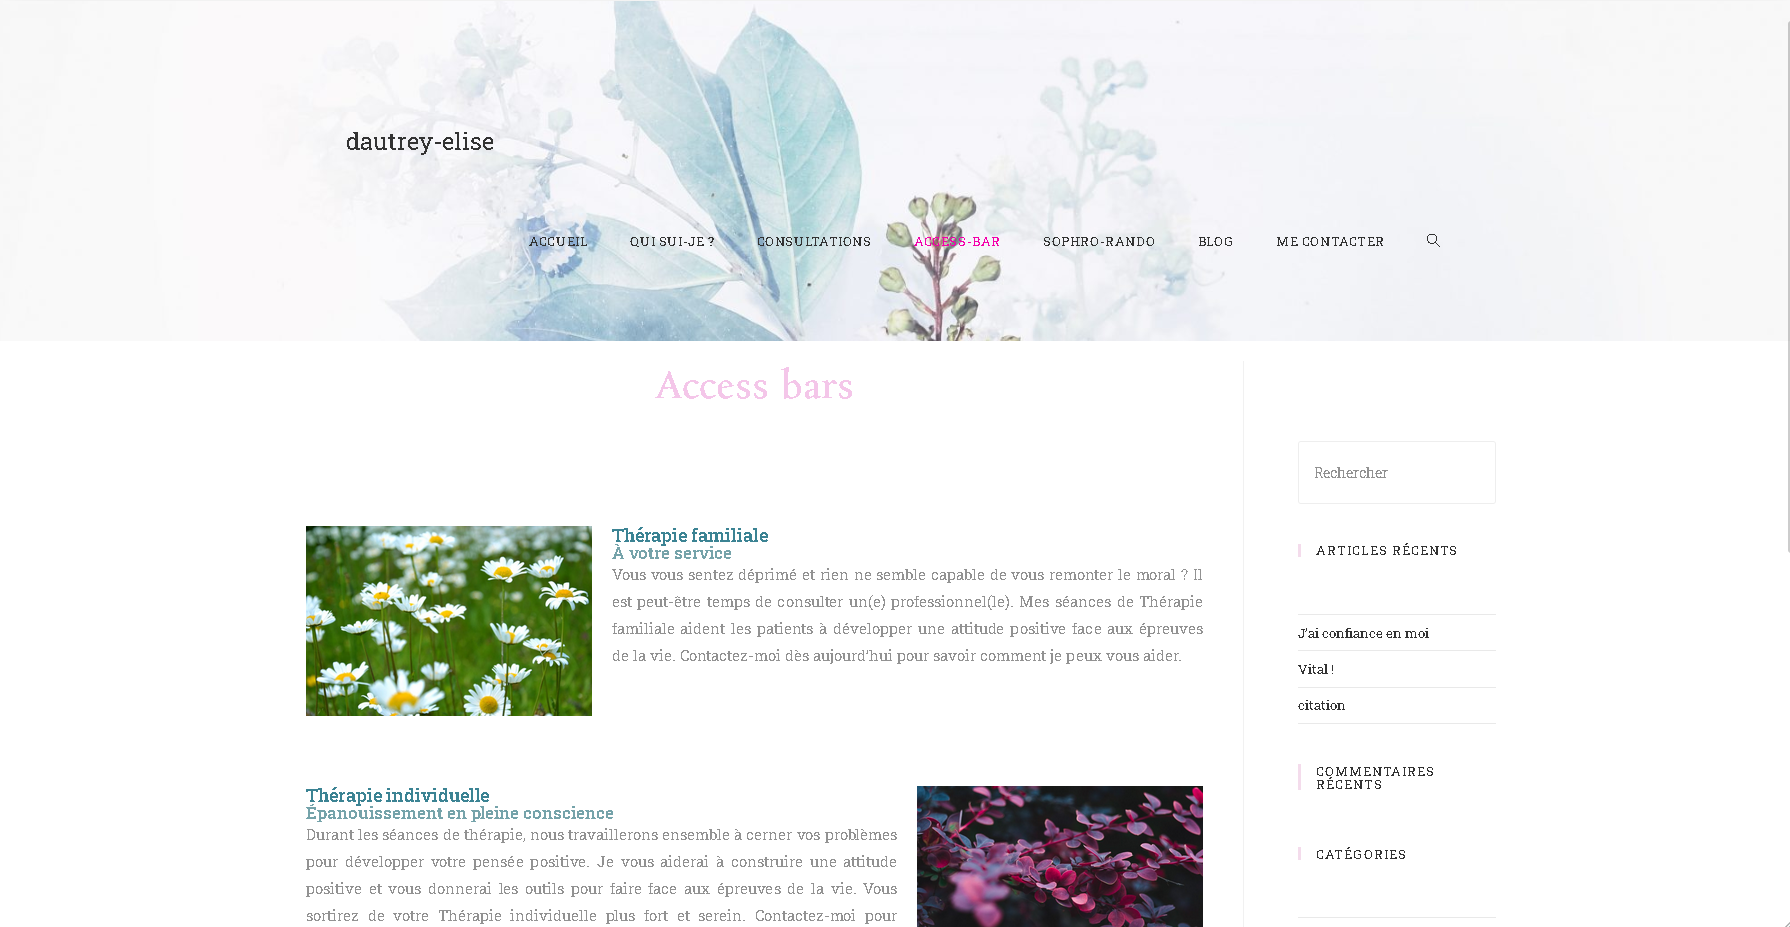 dautrey-elise
ACCUEIL QUI SUI-JE ? CONSULTATIONS ACCESS-BAR SOPHRO-RANDO BLOG ME CONTACTER
Access bars
Thérapie familiale
À votre service
Vous vous sentez déprimé et rien ne semble capable de vous remonter le moral ? Il
est peut-être temps de consulter un(e) professionnel(le). Mes séances de Thérapie
familiale aident les patients à développer une attitude positive face aux épreuves
de la vie. Contactez-moi dès aujourd'hui pour savoir comment je peux vous aider.
Thérapie individuelle
Épanouissement en pleine conscience
Durant les séances de thérapie, nous travaillerons ensemble à cerner vos problèmes
pour développer votre pensée positive. Je vous aiderai à construire une attitude
positive et vous donnerai les outils pour faire face aux épreuves de la vie. Vous
sortirez de votre Thérapie individuelle plus fort et serein. Contactez-moi pour
Rechercher
ARTICLES RÉCENTS
J'ai confiance en moi
Vital !
citation
COMMENTAIRES
RÉCENTS
CATÉGORIES